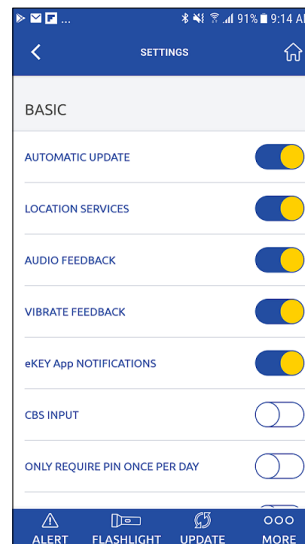 ... 91% 9:14 AM
SETTINGS
BASIC
AUTOMATIC UPDATE
LOCATION SERVICES
AUDIO FEEDBACK
VIBRATE FEEDBACK
eKEY App NOTIFICATIONS
CBS INPUT
ONLY REQUIRE PIN ONCE PER DAY
ALERT FLASHLIGHT UPDATE MORE